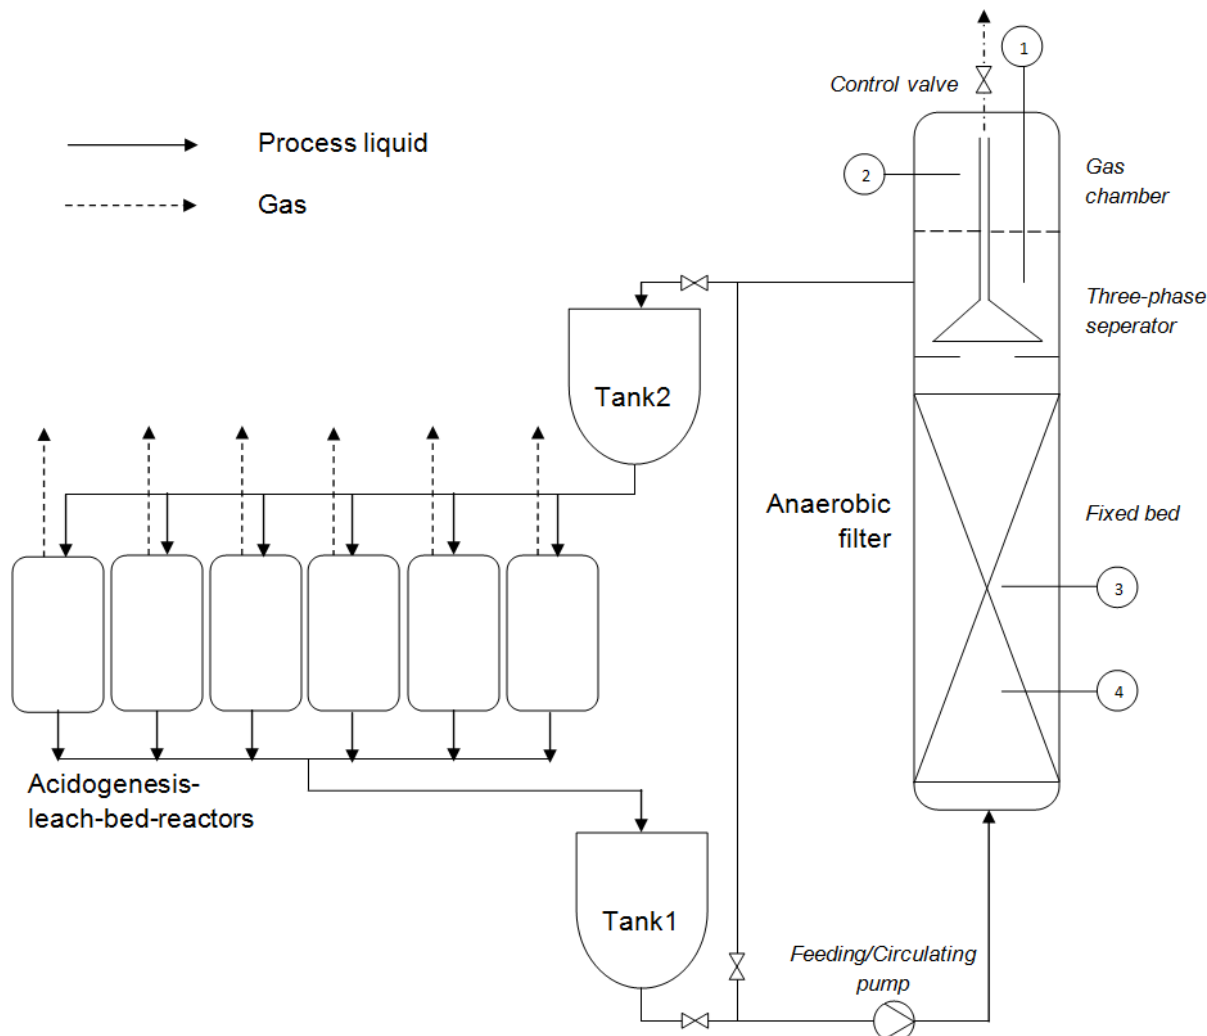 1
Control valve
Process liquid
2
Gas
chamber
Gas
Three-phase
seperator
Tank2
Anaerobic
filter
Fixed bed
3
4
Acidogenesis-
leach-bed-reactors
Tank1
Feeding/Circulating
pump